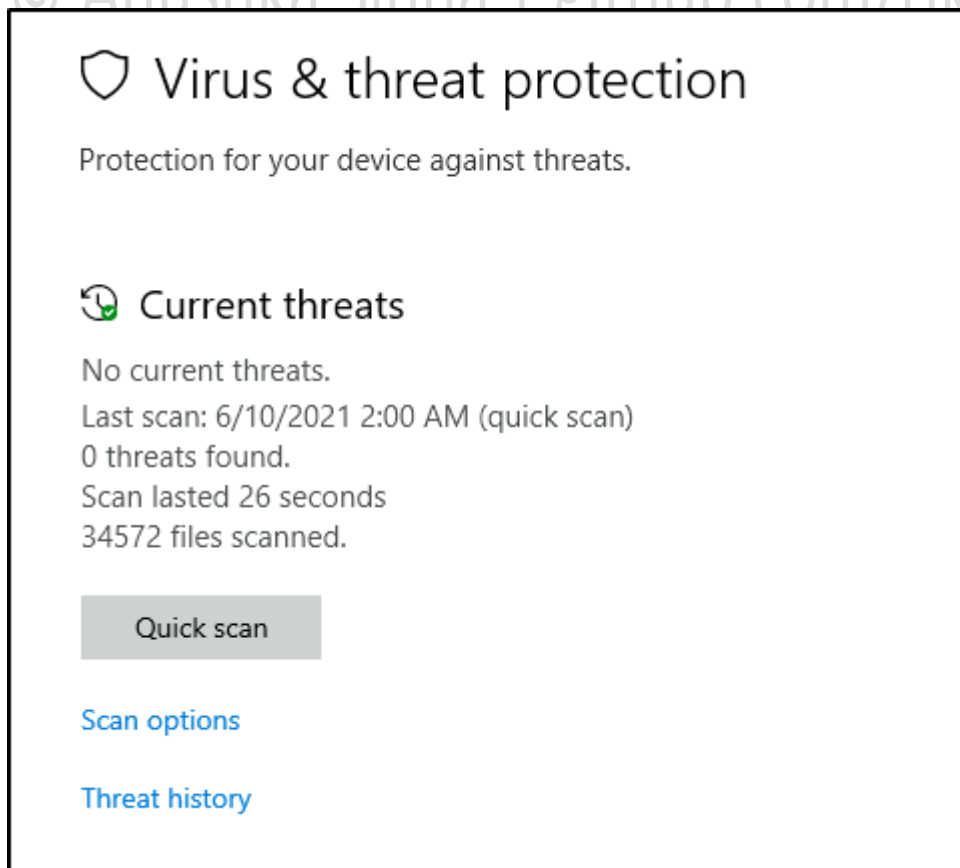 Virus & threat protection
Protection for your device against threats.
Current threats
No current threats.
Last scan: 6/10/2021 2:00 AM (quick scan)
0 threats found.
Scan lasted 26 seconds
34572 files scanned.
Quick scan
Scan options
Threat history